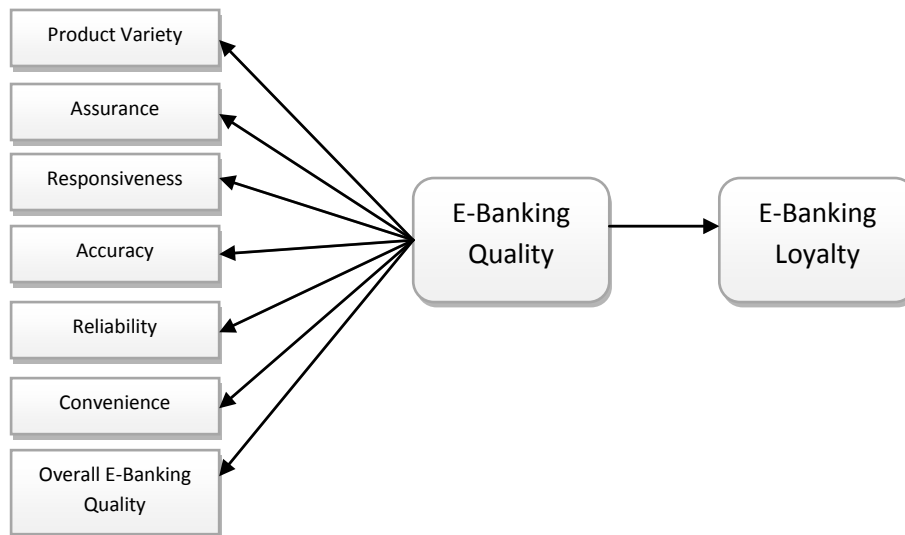 Product Variety
Assurance
Responsiveness
Accuracy
Reliability
Convenience
Overall E-Banking
Quality
E-Banking
Quality
E-Banking
Loyalty